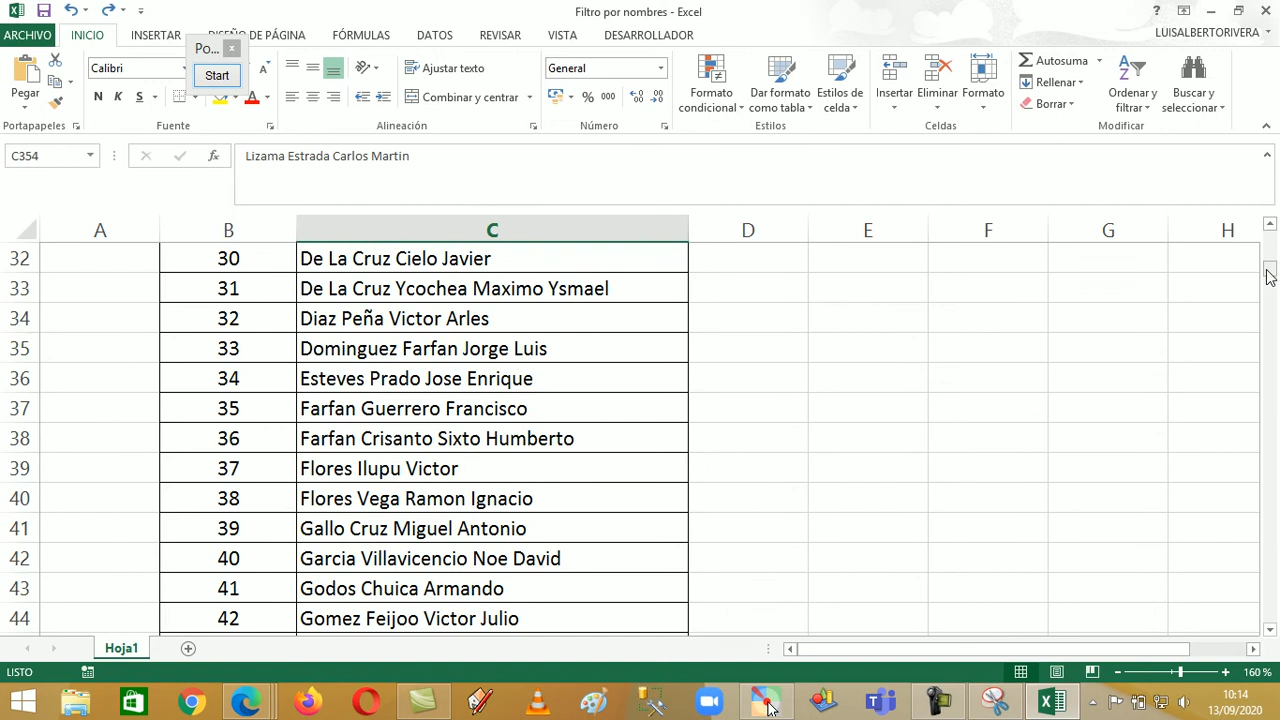 Filtro por nombres - Excel
ARCHIVO INICIO INSERTAR DISEÑO DE PÁGINA FÓRMULAS DATOS REVISAR VISTA DESARROLLADOR LUISALBERTORIVERA
Po... x
Start
Pegar
Calibri
N K S
A
Ajustar texto
Combinar y centrar
General
% 000
Formato condicional
Dar formato como tabla
Estilos de celda
Insertar
Eliminar
Formato
Autosuma
Rellenar
Borrar
Ordenar y filtrar
Buscar y seleccionar
Portapapeles Fuente Alineación Número Estilos Celdas Modificar
C354 fx Lizama Estrada Carlos Martin
A B C D E F G H
32 30 De La Cruz Cielo Javier
33 31 De La Cruz Ycochea Maximo Ysmael
34 32 Diaz Peña Victor Arles
35 33 Dominguez Farfan Jorge Luis
36 34 Esteves Prado Jose Enrique
37 35 Farfan Guerrero Francisco
38 36 Farfan Crisanto Sixto Humberto
39 37 Flores Ilupu Victor
40 38 Flores Vega Ramon Ignacio
41 39 Gallo Cruz Miguel Antonio
42 40 Garcia Villavicencio Noe David
43 41 Godos Chuica Armando
44 42 Gomez Feijoo Victor Julio
Hoja1
LISTO 160 %
10:14
13/09/2020